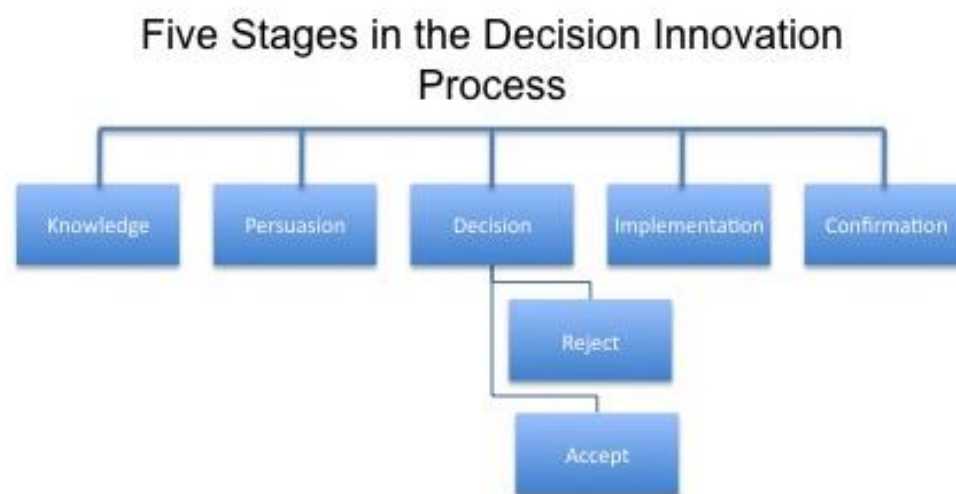 Five Stages in the Decision Innovation
Process
Knowledge
Persuasion
Decision
Implementation
Confirmation
Reject
Accept